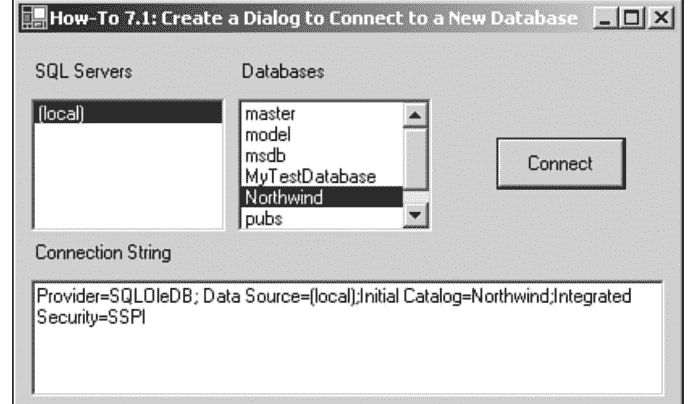 How-To 7.1: Create a Dialog to Connect to a New Database
SQL Servers
Databases
(local)
master
model
msdb
MyTestDatabase
Northwind
pubs
Connect
Connection String
Provider=SQLOleDB; Data Source=(local);Initial Catalog=Northwind;Integrated
Security=SSPI